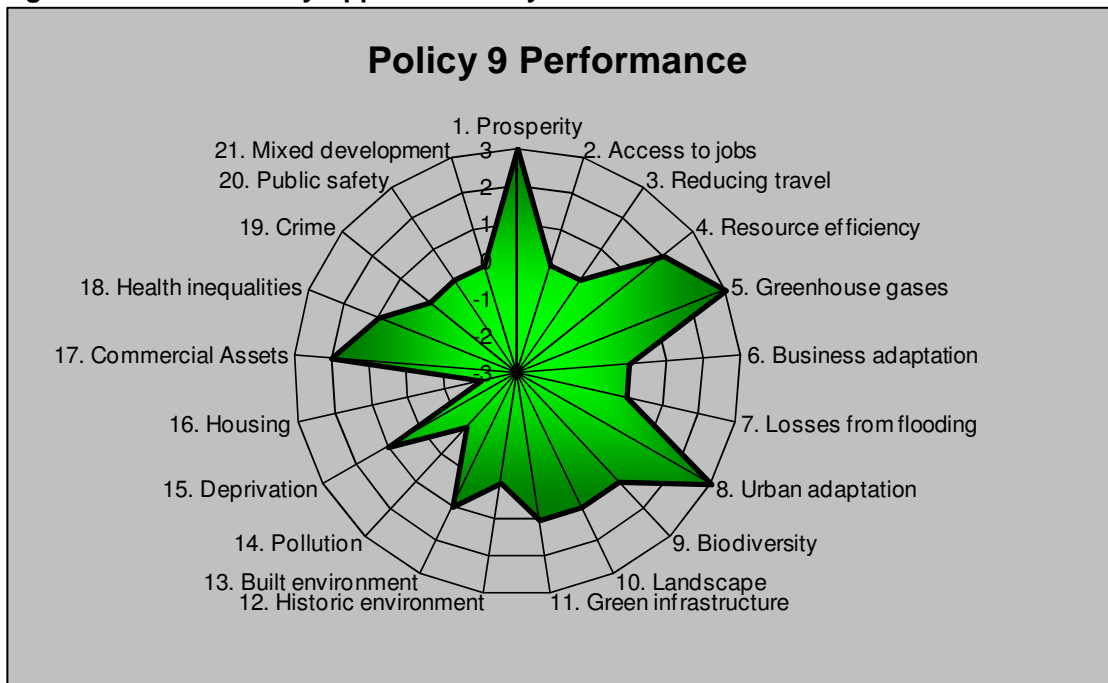 Policy 9 Performance
1. Prosperity
2. Access to jobs
3. Reducing travel
4. Resource efficiency
5. Greenhouse gases
6. Business adaptation
7. Losses from flooding
8. Urban adaptation
9. Biodiversity
10. Landscape
11. Green infrastructure
12. Historic environment
13. Built environment
14. Pollution
15. Deprivation
16. Housing
17. Commercial Assets
18. Health inequalities
19. Crime
20. Public safety
21. Mixed development
3
2
1
0
-1
-2
-3